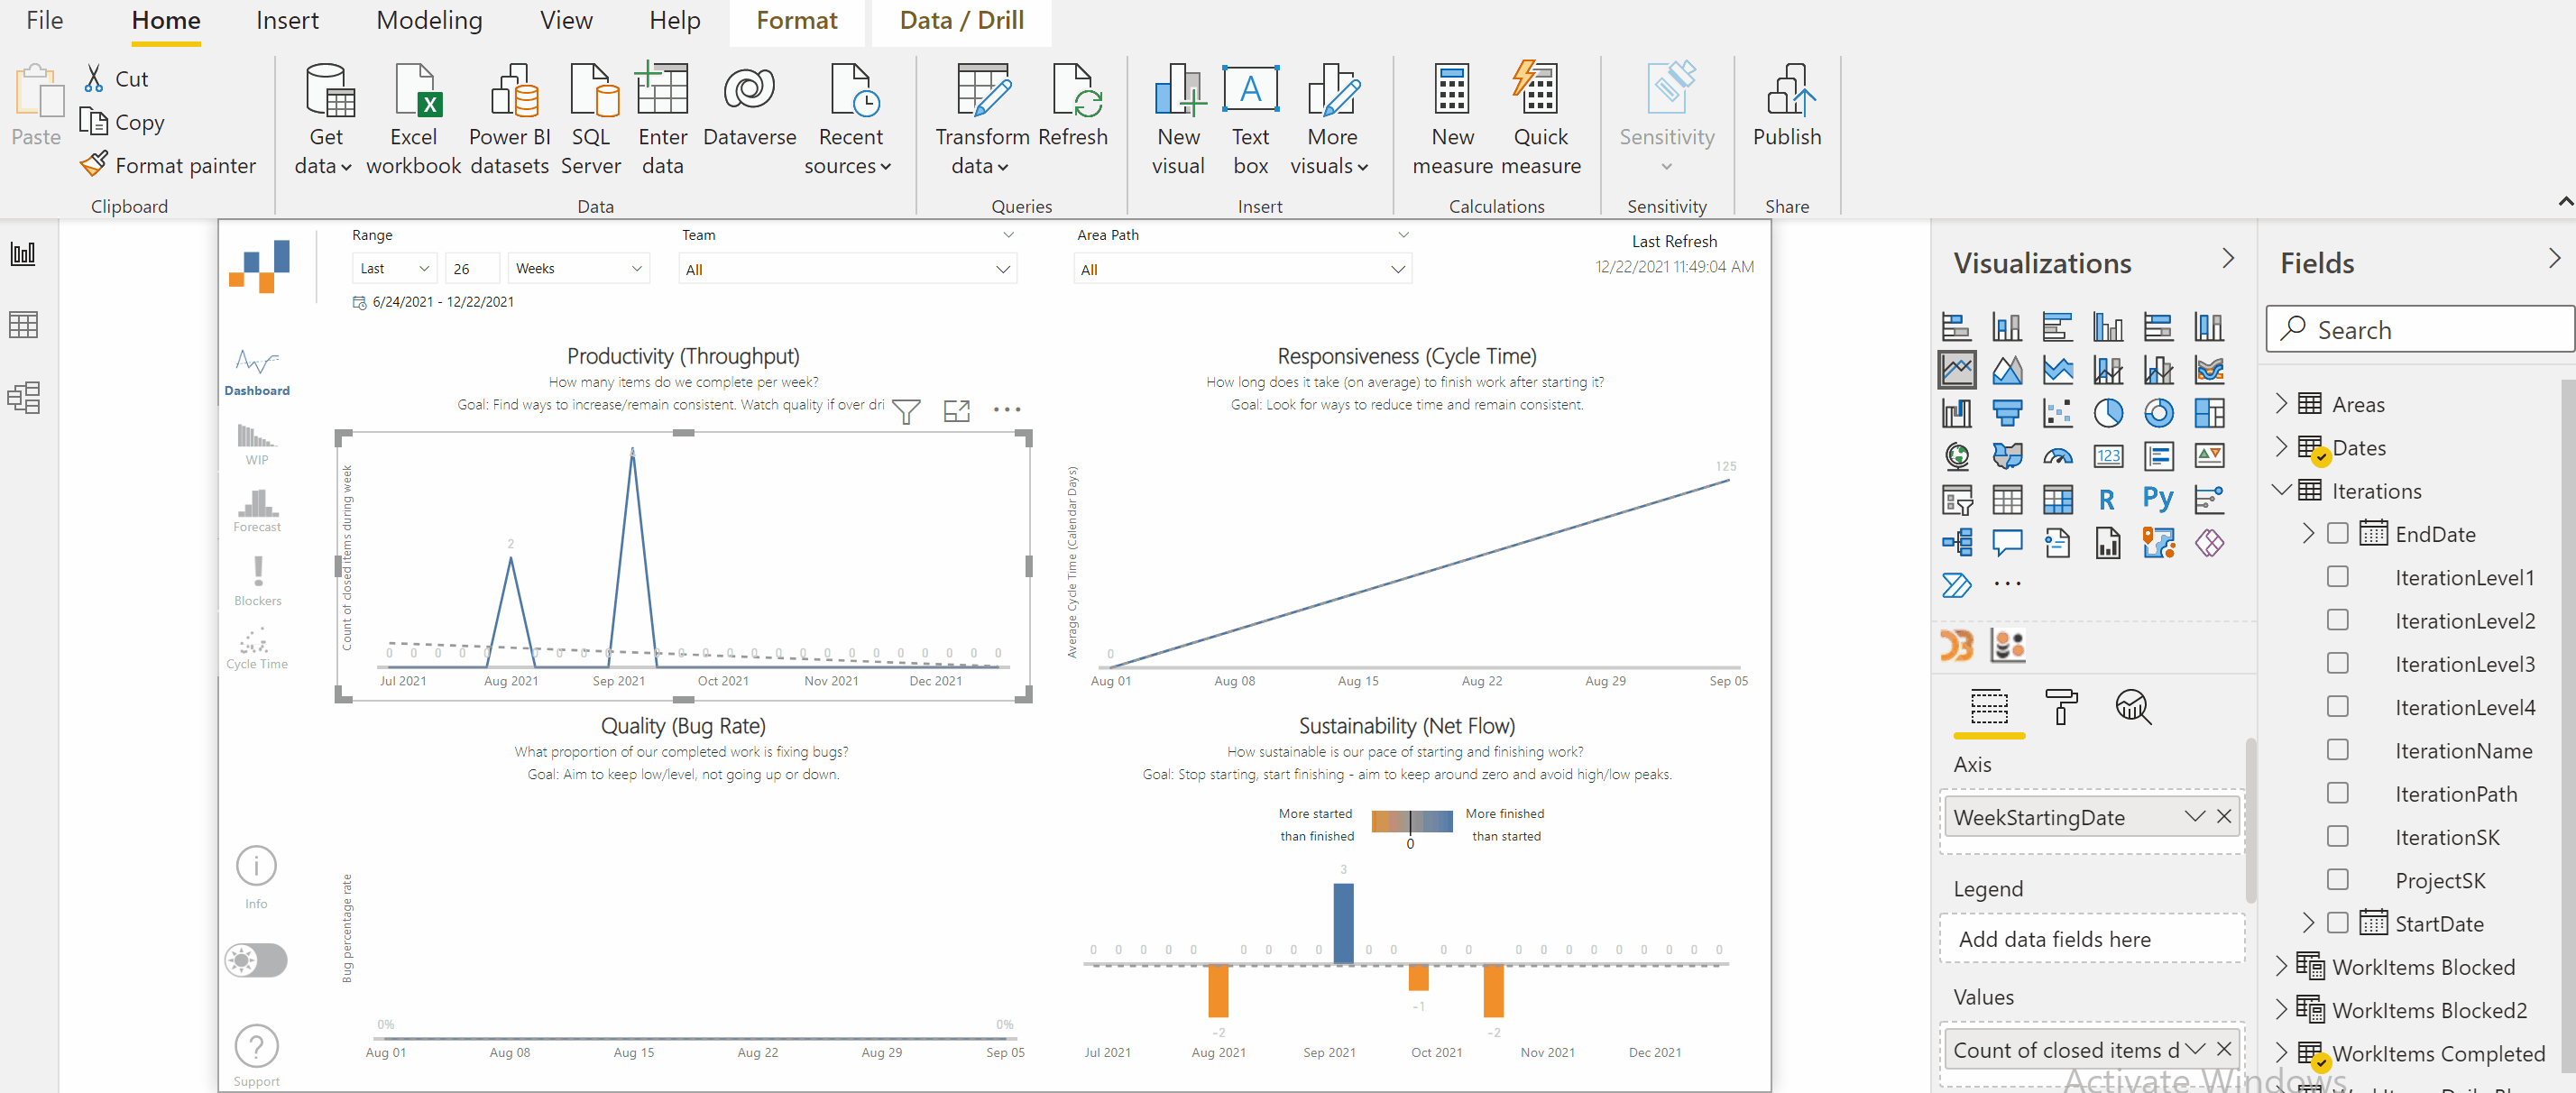 File Home Insert Modeling View Help Format Data / Drill
Paste
Cut
Copy
Format painter
Clipboard
Get data
Excel workbook
Power BI datasets
SQL Server
Enter data
Dataverse
Recent sources
Data
Transform data
Refresh
Queries
New visual
Text box
More visuals
Insert
New measure
Quick measure
Calculations
Sensitivity
Sensitivity
Publish
Share
Range
Last 26 Weeks
6/24/2021 - 12/22/2021
Team
All
Area Path
All
Last Refresh
12/22/2021 11:49:04 AM
Dashboard
WIP
Forecast
Blockers
Cycle Time
Info
Support
Productivity (Throughput)
How many items do we complete per week?
Goal: Find ways to increase/remain consistent. Watch quality if over dri
Count of closed items during week
2
0 0 0 0 0 0 0 0 0 0 0 0 0 0 0 0 0 0 0 0 0 0 0 0
Jul 2021 Aug 2021 Sep 2021 Oct 2021 Nov 2021 Dec 2021
Responsiveness (Cycle Time)
How long does it take (on average) to finish work after starting it?
Goal: Look for ways to reduce time and remain consistent.
Average Cycle Time (Calendar Days)
125
0
Aug 01 Aug 08 Aug 15 Aug 22 Aug 29 Sep 05
Quality (Bug Rate)
What proportion of our completed work is fixing bugs?
Goal: Aim to keep low/level, not going up or down.
Bug percentage rate
0% 0%
Aug 01 Aug 08 Aug 15 Aug 22 Aug 29 Sep 05
Sustainability (Net Flow)
How sustainable is our pace of starting and finishing work?
Goal: Stop starting, start finishing - aim to keep around zero and avoid high/low peaks.
More started than finished
0
More finished than started
3
0 0 0 0 0 0 0 0 0 0 0 0 0 0 0 0 0 0 0 0 0 0
-2 -1 -2
Jul 2021 Aug 2021 Sep 2021 Oct 2021 Nov 2021 Dec 2021
Visualizations
123
R
Py
Axis
WeekStartingDate
Legend
Add data fields here
Values
Count of closed items d
Fields
Search
Areas
Dates
Iterations
EndDate
IterationLevel1
IterationLevel2
IterationLevel3
IterationLevel4
IterationName
IterationPath
IterationSK
ProjectSK
StartDate
WorkItems Blocked
WorkItems Blocked2
WorkItems Completed
Activate Windows